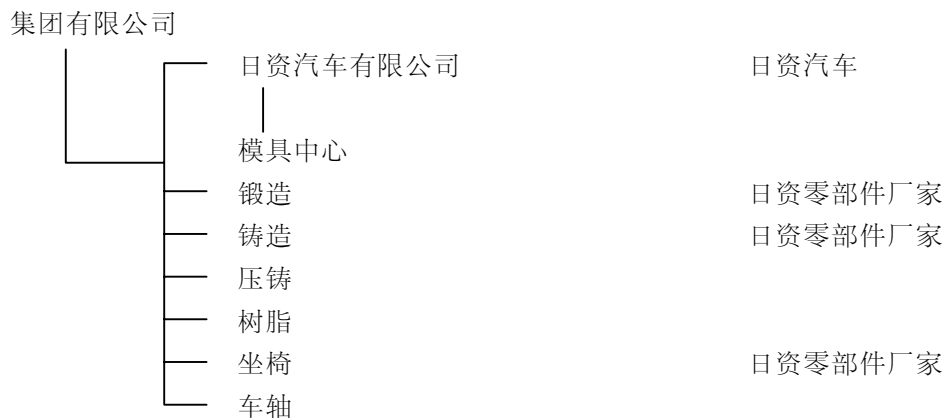 集团有限公司
日资汽车有限公司 日资汽车
模具中心
锻造 日资零部件厂家
铸造 日资零部件厂家
压铸
树脂
坐椅 日资零部件厂家
车轴